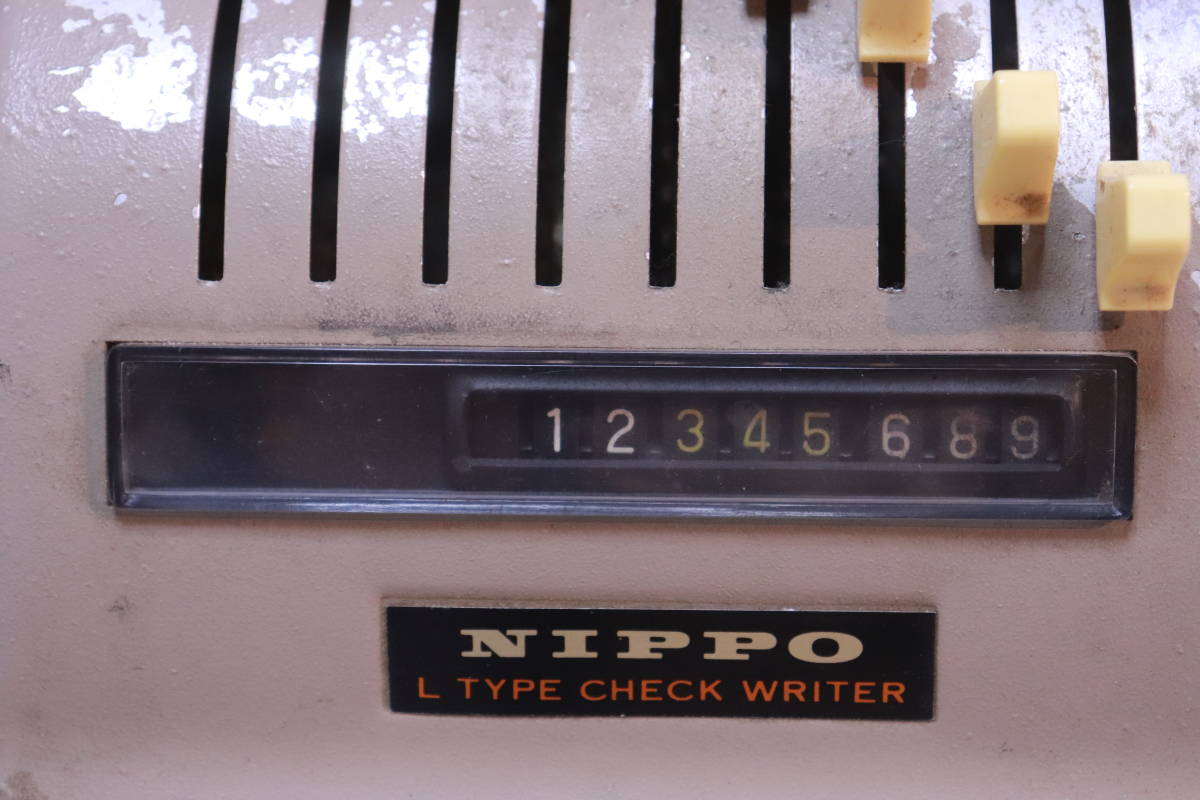 1 2 3 4 5 6 8 9
NIPPO
L TYPE CHECK WRITER